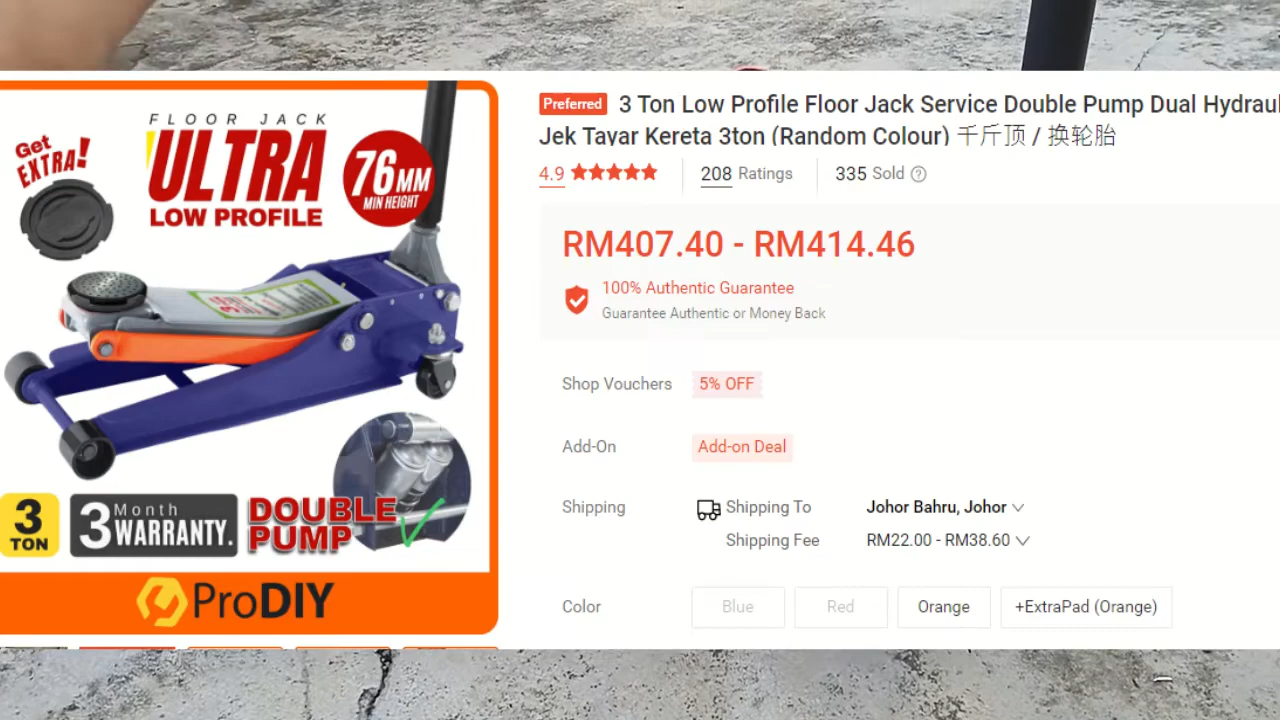 Get
EXTRA!
FLOOR JACK
ULTRA
LOW PROFILE
76MM
MIN HEIGHT
3
TON
3 Month
WARRANTY.
DOUBLE
PUMP
ProDIY
Preferred 3 Ton Low Profile Floor Jack Service Double Pump Dual
Jek Tayar Kereta 3ton (Random Colour) 千斤顶 / 换轮胎
4.9 208 Ratings 335 Sold
RM407.40 - RM414.46
100% Authentic Guarantee
Guarantee Authentic or Money Back
Shop Vouchers 5% OFF
Add-On Add-on Deal
Shipping Shipping To Johor Bahru, Johor
Shipping Fee RM22.00 - RM38.60
Color Blue Red Orange +ExtraPad (Orange)